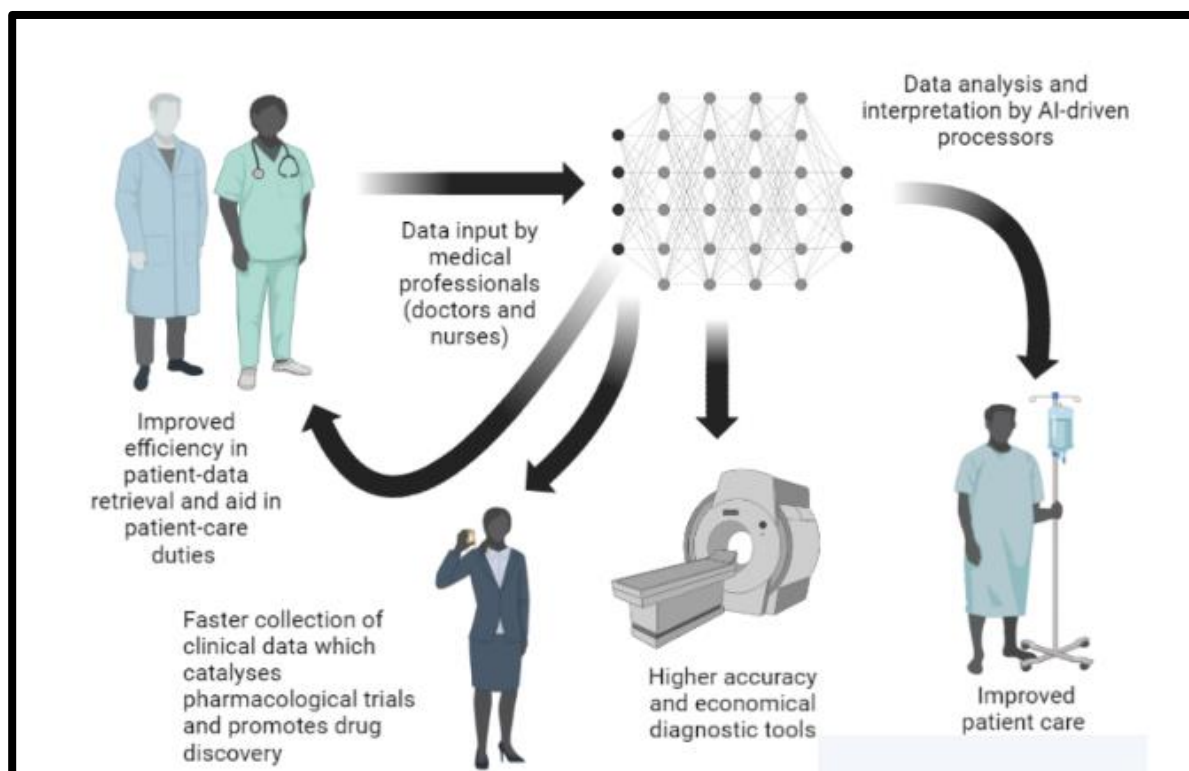 Data analysis and
interpretation by AI-driven
processors
Data input by
medical
professionals
(doctors and
nurses)
Improved
efficiency in
patient-data
retrieval and aid in
patient-care
duties
Faster collection of
clinical data which
catalyses
pharmacological trials
and promotes drug
discovery
Higher accuracy
and economical
diagnostic tools
Improved
patient care